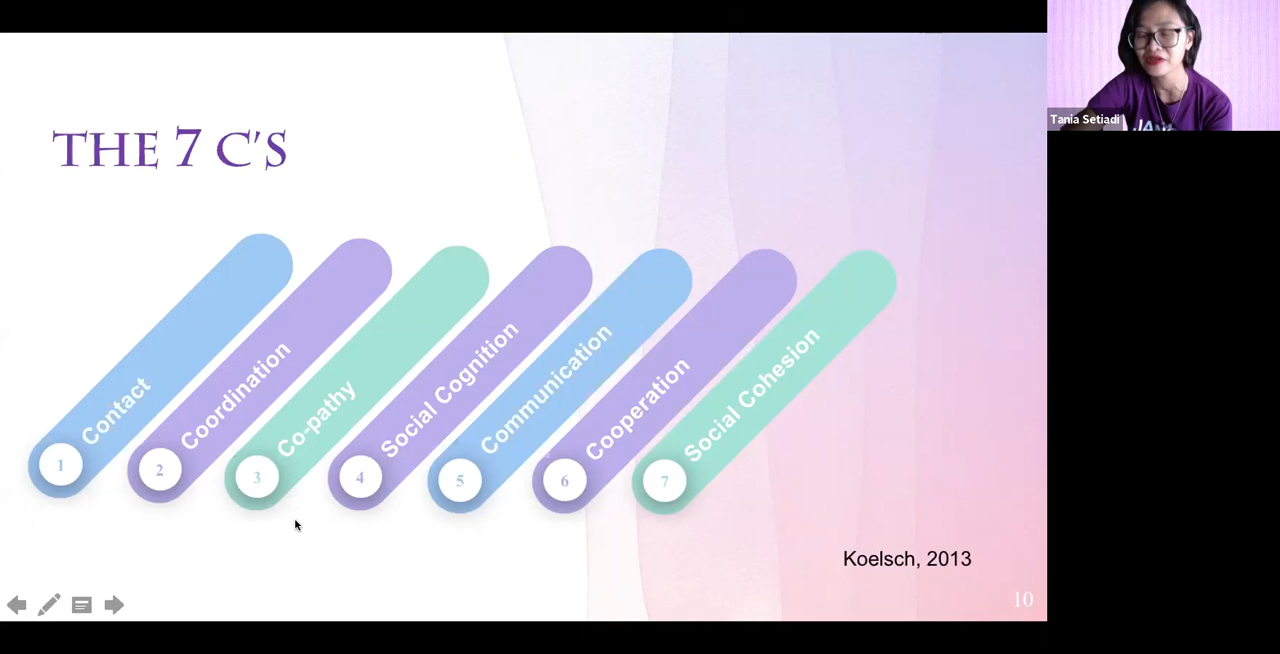 THE 7 C'S
Contact
Coordination
Co-pathy
Social Cognition
Communication
Cooperation
Social Cohesion
1
2
3
4
5
6
7
Koelsch, 2013
10
Tania Setiadi